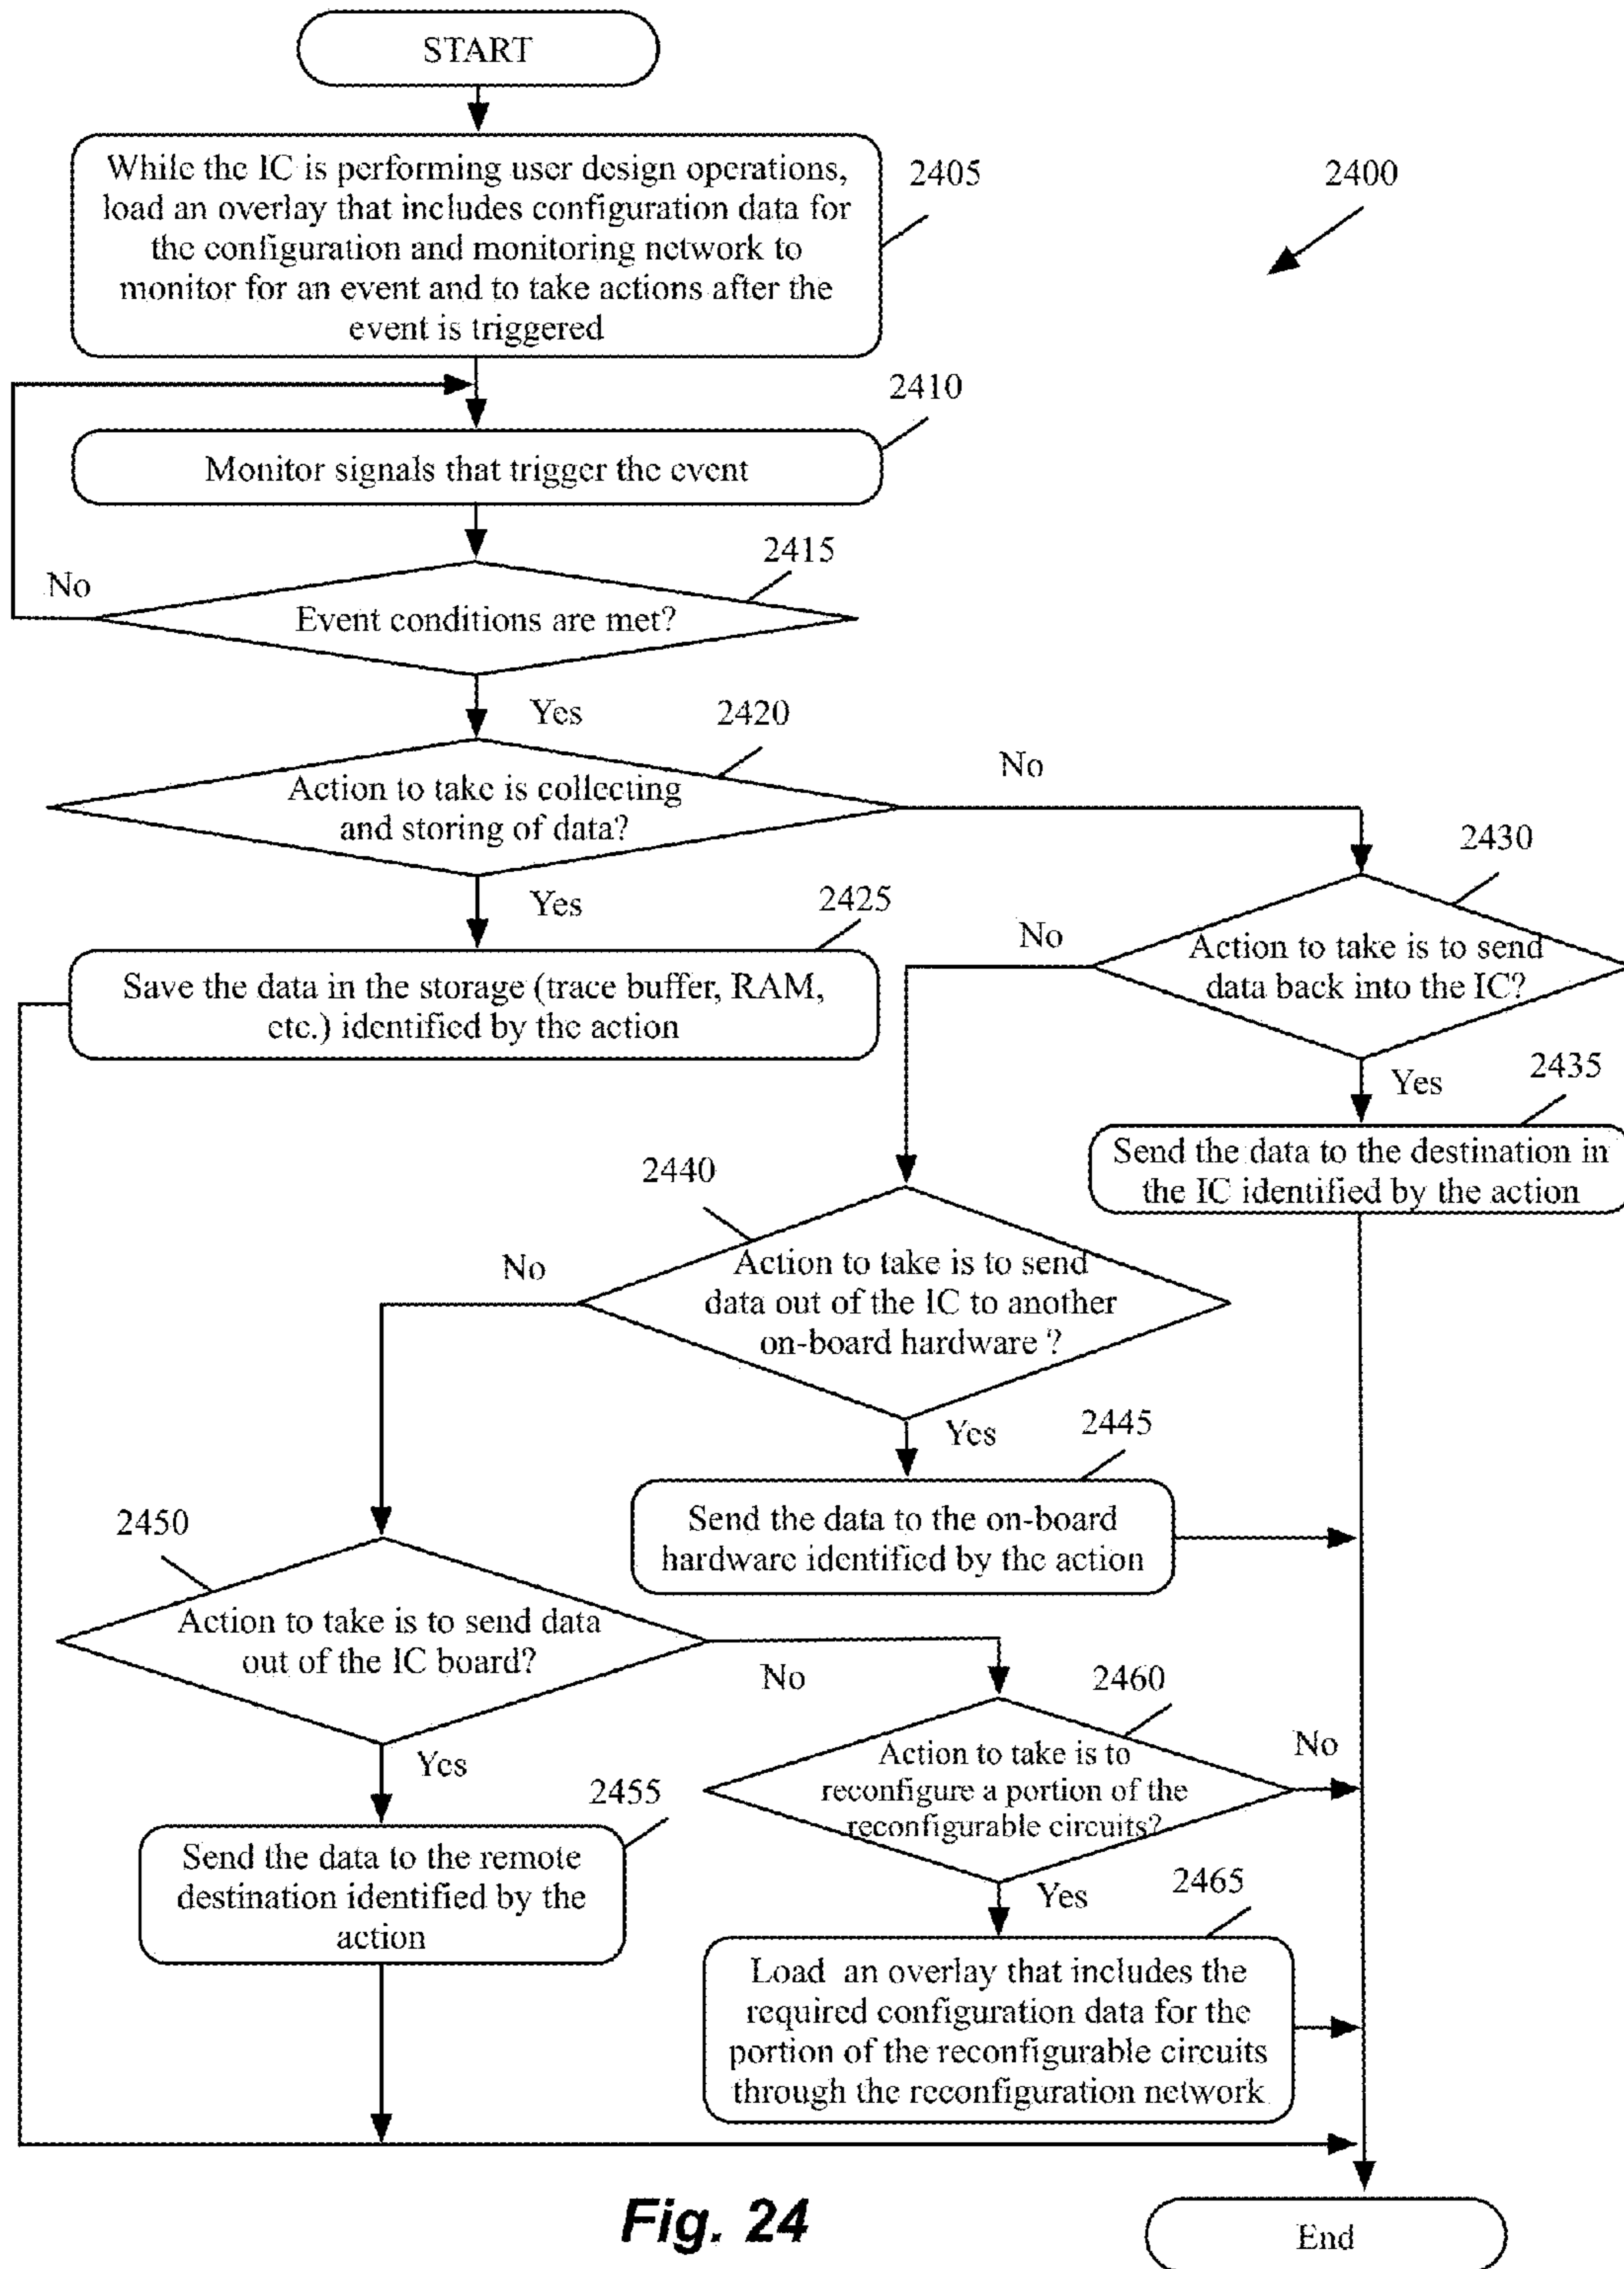 START
While the IC is performing user design operations,
load an overlay that includes configuration data for
the configuration and monitoring network to
monitor for an event and to take actions after the
event is triggered
2405
2400
2410
Monitor signals that trigger the event
2415
No
Event conditions are met?
Yes
2420
Action to take is collecting
and storing of data?
No
2430
Yes
2425
No
Action to take is to send
data back into the IC?
Save the data in the storage (trace buffer, RAM,
etc.) identified by the action
Yes
2435
Send the data to the destination in
the IC identified by the action
2440
No
Action to take is to send
data out of the IC to another
on-board hardware ?
Yes
2445
Send the data to the on-board
hardware identified by the action
2450
Action to take is to send data
out of the IC board?
No
2460
Action to take is to
reconfigure a portion of the
reconfigurable circuits?
No
Yes
2455
Send the data to the remote
destination identified by the
action
Yes
2465
Load an overlay that includes the
required configuration data for the
portion of the reconfigurable circuits
through the reconfiguration network
Fig. 24
End